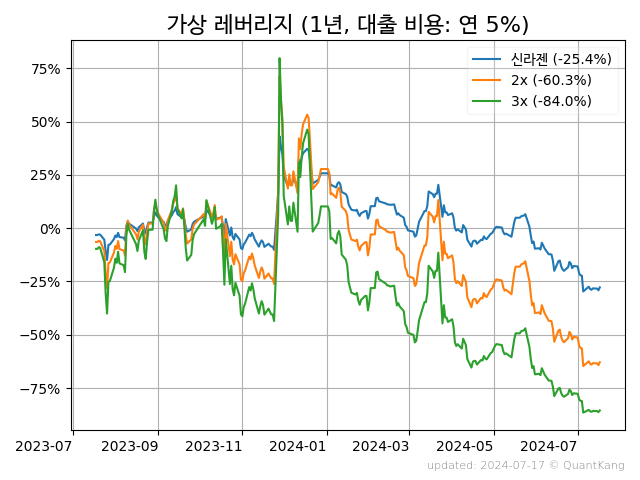 가상 레버리지 (1년, 대출 비용: 연 5%)
신라젠 (-25.4%)
2x (-60.3%)
3x (-84.0%)
75%
50%
25%
0%
−25%
−50%
−75%
2023-07 2023-09 2023-11 2024-01 2024-03 2024-05 2024-07
updated: 2024-07-17 © QuantKang